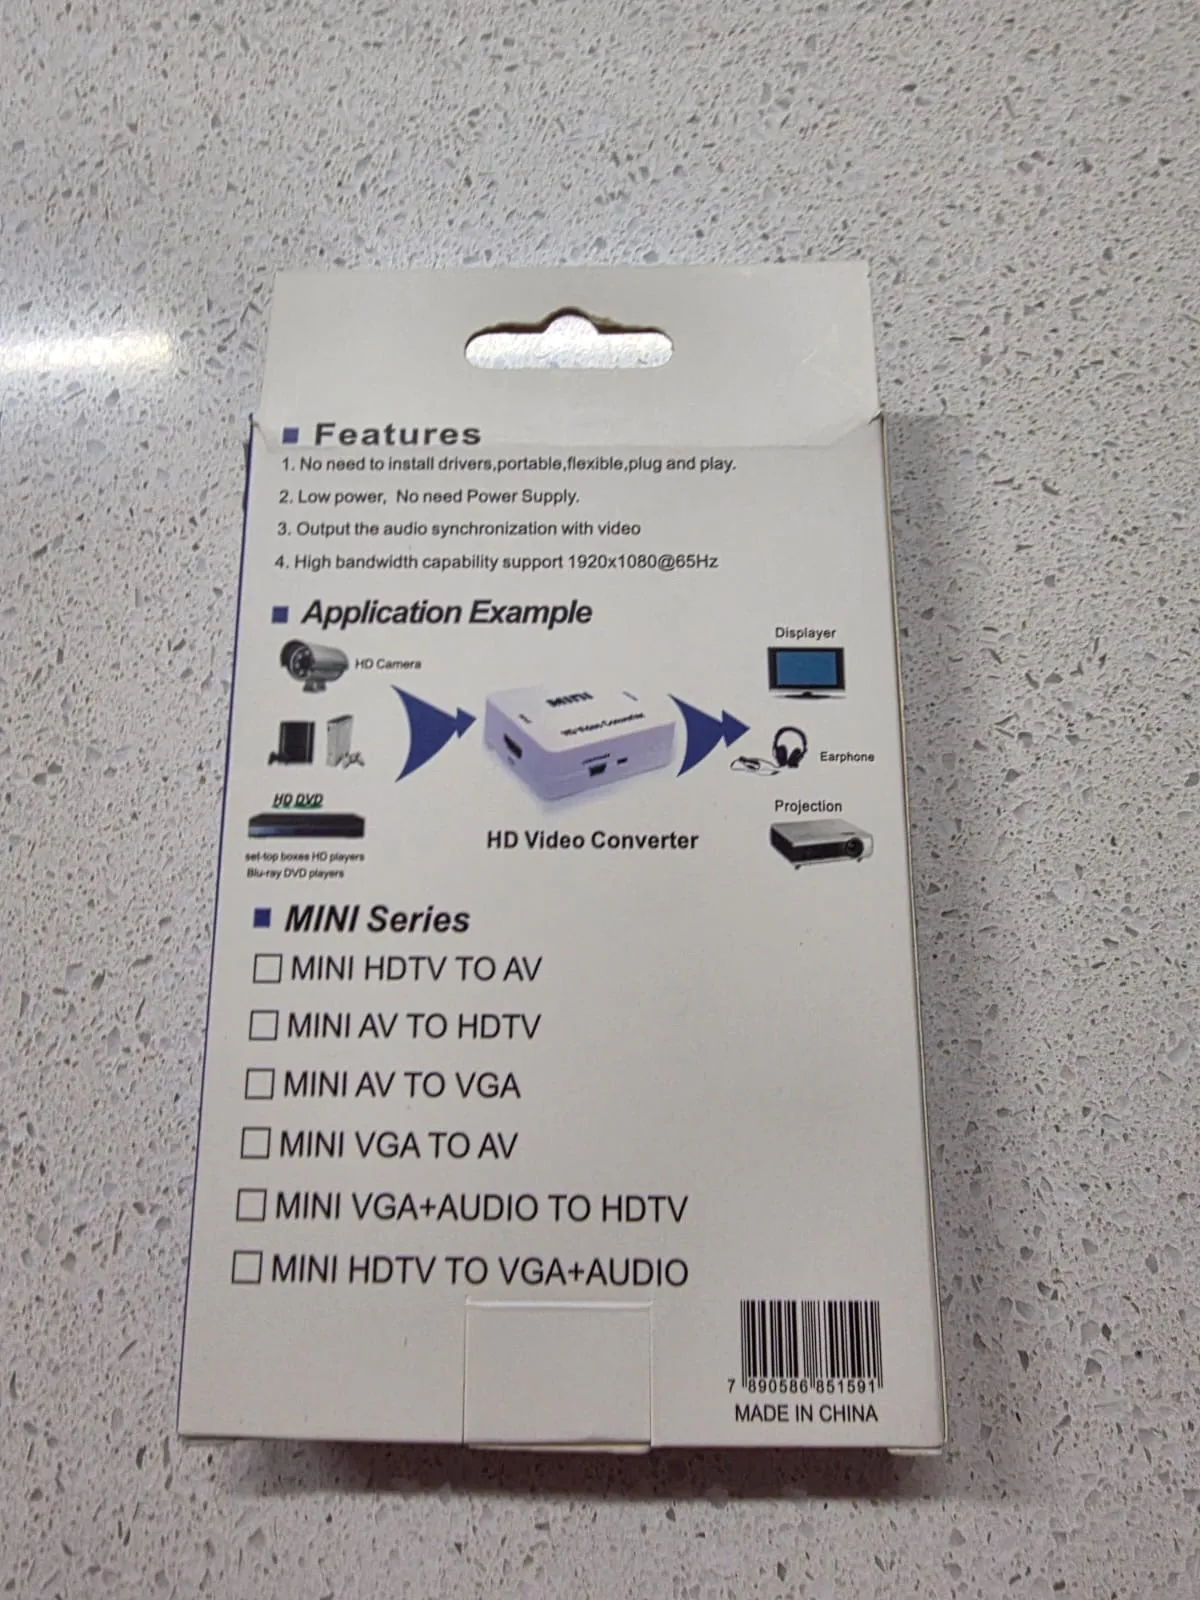 Features
1. No need to install drivers,portable,flexible,plug and play.
2. Low power, No need Power Supply.
3. Output the audio synchronization with video
4. High bandwidth capability support 1920x1080@65Hz
Application Example
HD Camera
HD DVD
set-top boxes HD players
Blu-ray DVD players
MINI
HD Video Converter
HD Video Converter
Displayer
Earphone
Projection
MINI Series
MINI HDTV TO AV
MINI AV TO HDTV
MINI AV TO VGA
MINI VGA TO AV
MINI VGA+AUDIO TO HDTV
MINI HDTV TO VGA+AUDIO
7 890586 851591
MADE IN CHINA